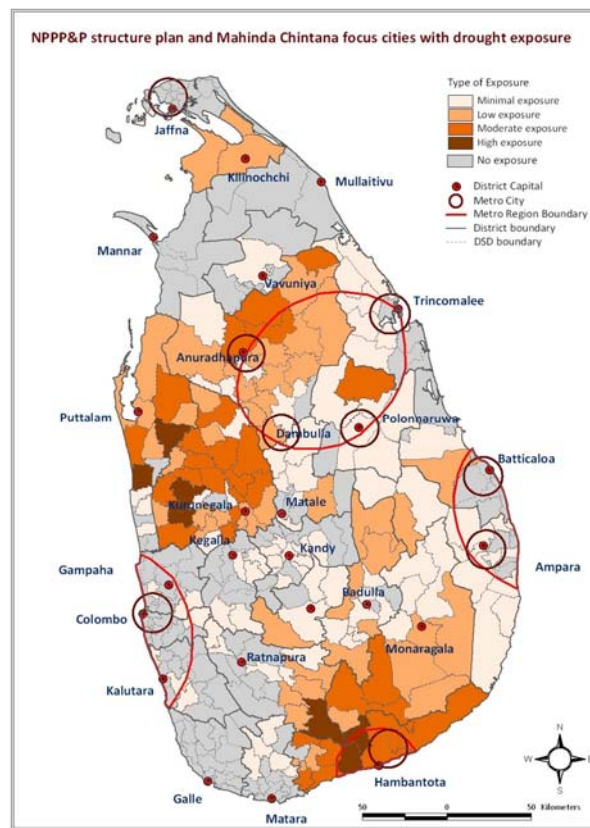 NPPP&P structure plan and Mahinda Chintana focus cities with drought exposure
Type of Exposure
Minimal exposure
Low exposure
Moderate exposure
High exposure
No exposure
District Capital
Metro City
Metro Region Boundary
District boundary
DSD boundary
Jaffna
Kilinochchi
Mullaitivu
Mannar
Vavuniya
Trincomalee
Anuradhapura
Puttalam
Dambulla
Polonnaruwa
Batticaloa
Kurunegala
Matale
Kegalla
Kandy
Gampaha
Ampara
Colombo
Badulla
Monaragala
Ratnapura
Kalutara
Hambantota
Galle
Matara
N
W
E
S
50 0 50 Kilometers